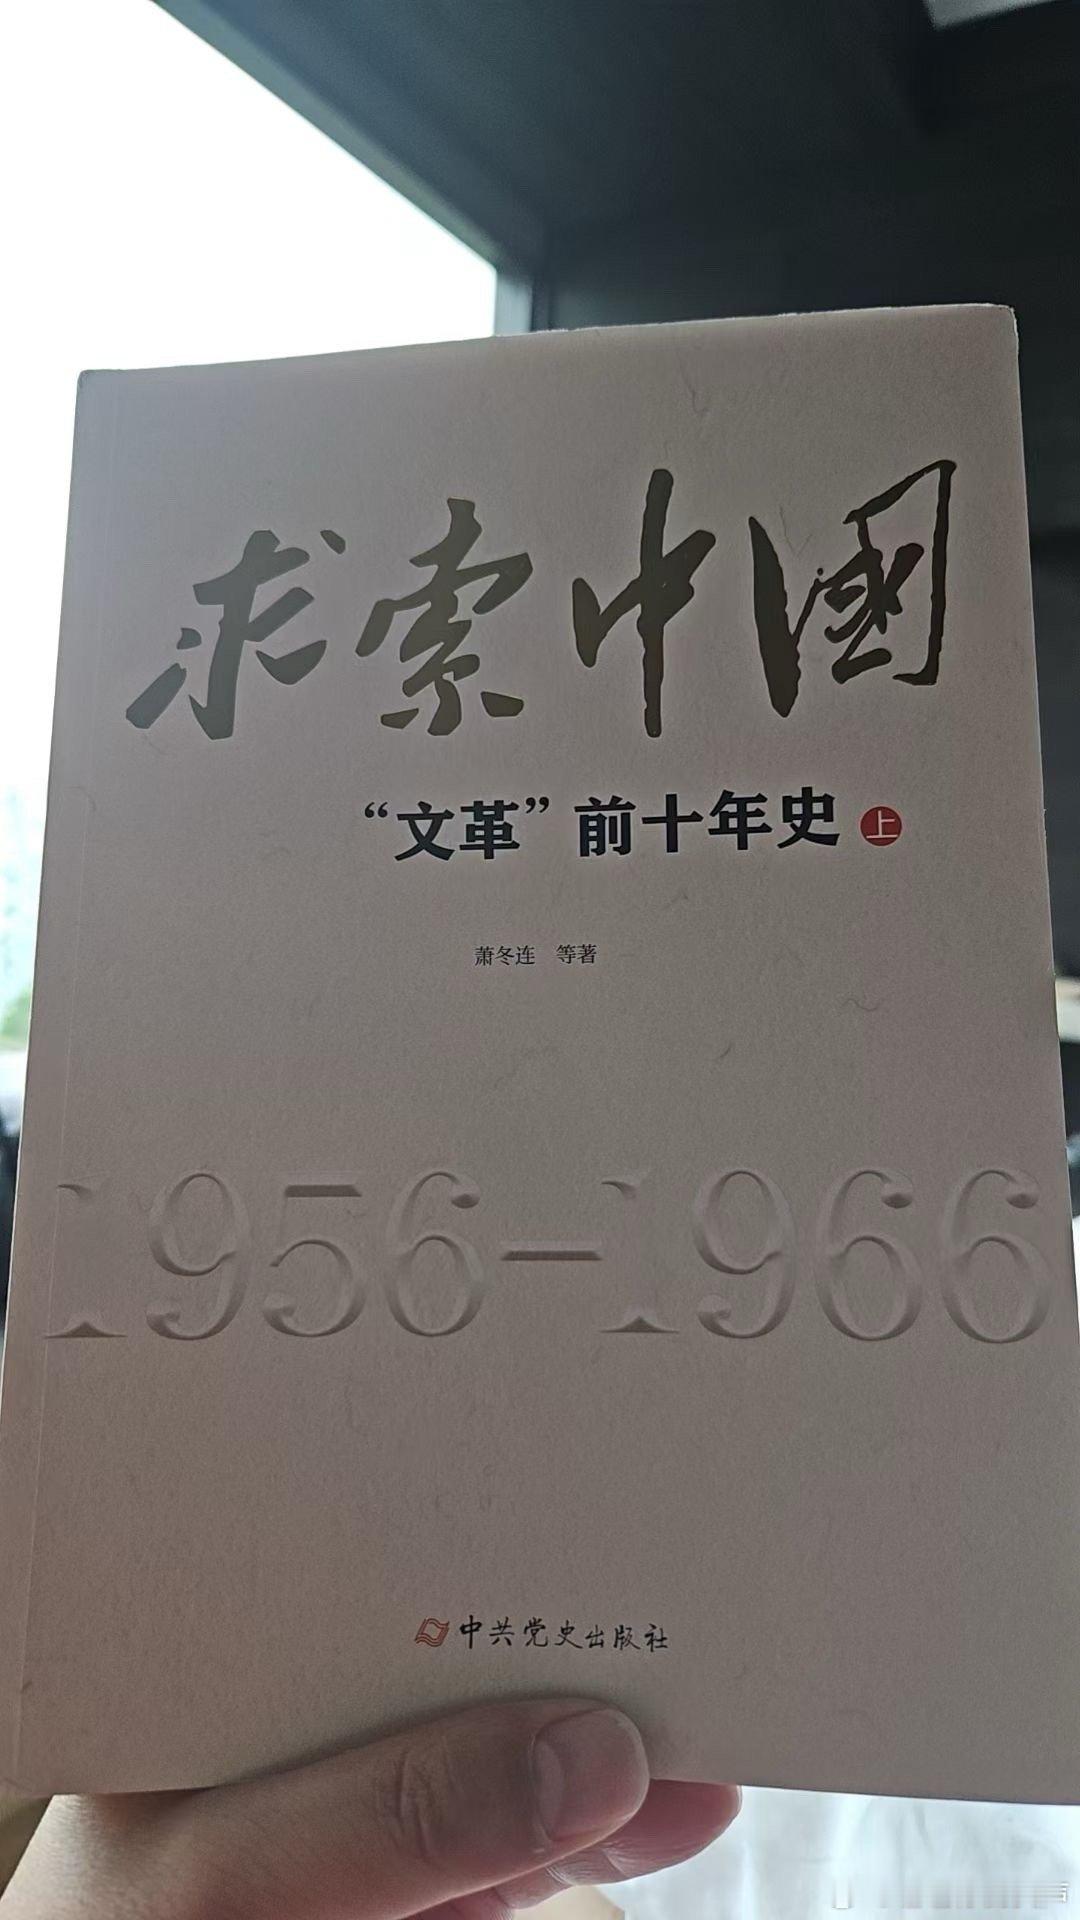 求索中國
“文革”前十年史 上
萧冬连 等著
1956-1966
中共党史出版社